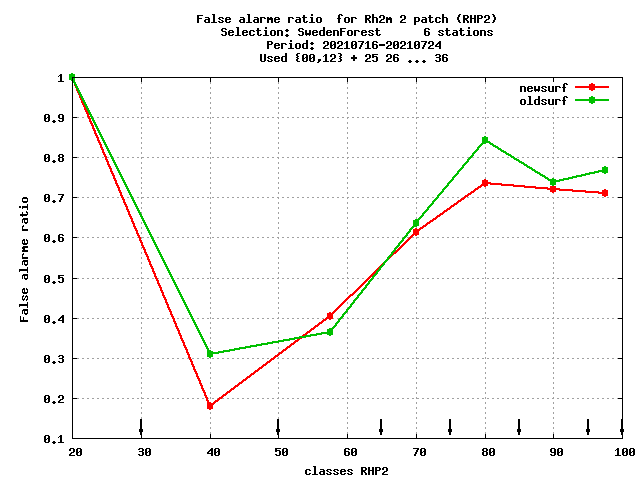 False alarme ratio  for Rh2m 2 patch (RHP2)
Selection: SwedenForest      6 stations
Period: 20210716-20210724
Used {00,12} + 25 26 ... 36
newsurf
oldsurf
1
0.9
0.8
0.7
0.6
0.5
0.4
0.3
0.2
0.1
False alarme ratio
20 30 40 50 60 70 80 90 100
classes RHP2